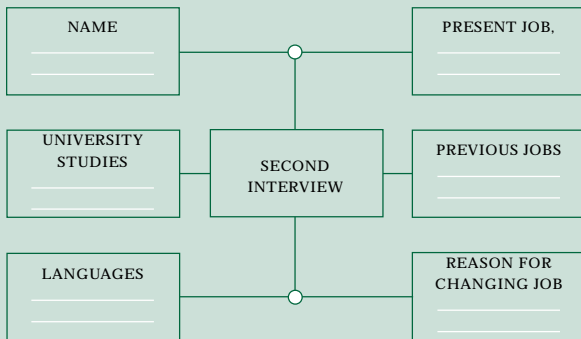 NAME
PRESENT JOB,
UNIVERSITY
STUDIES
SECOND
INTERVIEW
PREVIOUS JOBS
LANGUAGES
REASON FOR
CHANGING JOB